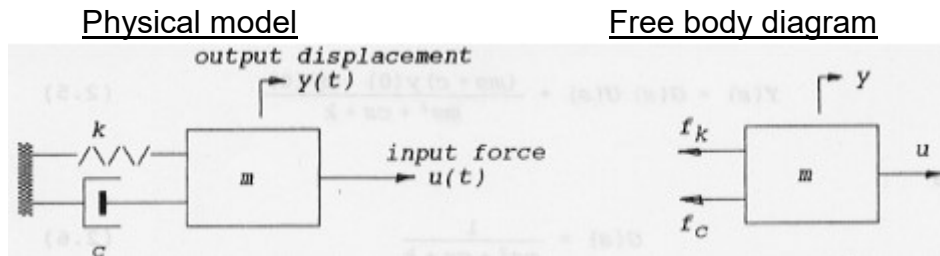 Physical model
Free body diagram
output displacement
y(t)
k
m
input force
u(t)
c
y
f_k
m
u
f_c